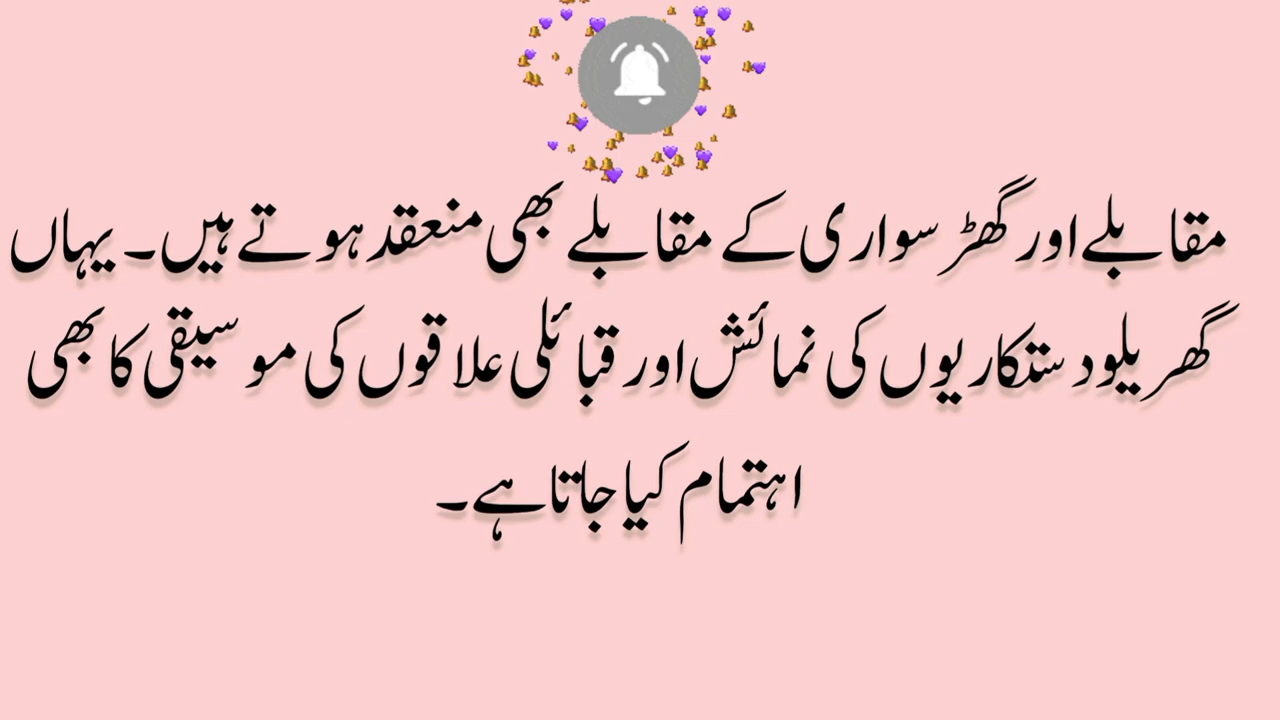 مقابلے اور گھڑ سواری کے مقابلے بھی منعقد ہوتے ہیں۔ یہاں
گھریلو دستکاریوں کی نمائش اور قبائلی علاقوں کی موسیقی کا بھی
اہتمام کیا جاتا ہے۔